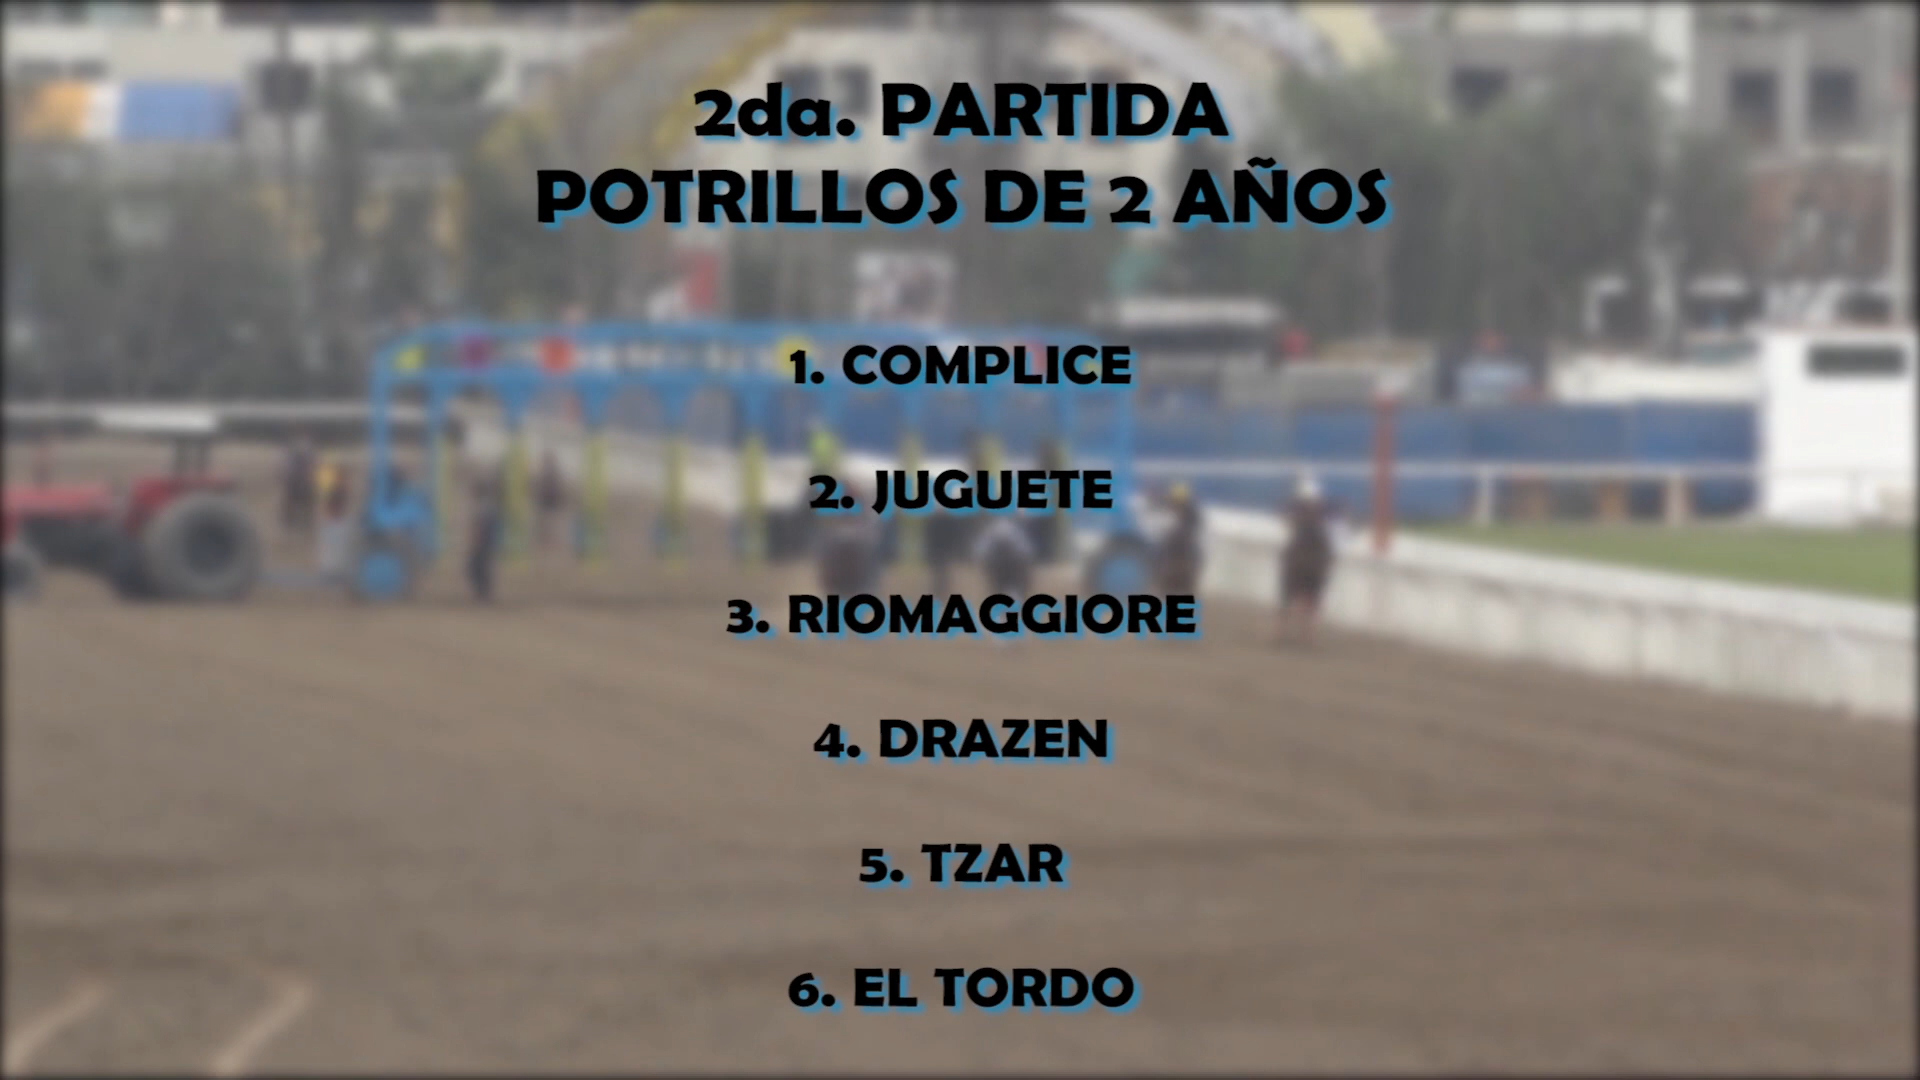 2da. PARTIDA
POTRILLOS DE 2 AÑOS
1. COMPLICE
2. JUGUETE
3. RIOMAGGIORE
4. DRAZEN
5. TZAR
6. EL TORDO